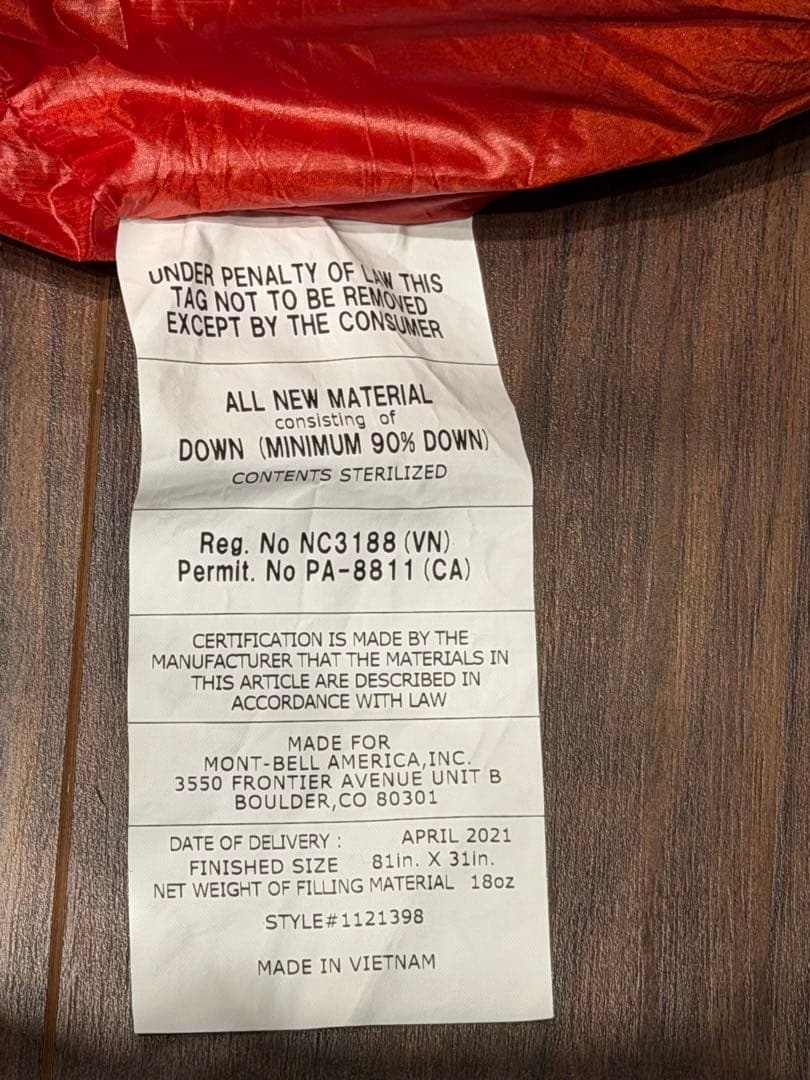 UNDER PENALTY OF LAW THIS
TAG NOT TO BE REMOVED
EXCEPT BY THE CONSUMER
ALL NEW MATERIAL
consisting of
DOWN (MINIMUM 90% DOWN)
CONTENTS STERILIZED
Reg. No NC3188 (VN)
Permit. No PA-8811 (CA)
CERTIFICATION IS MADE BY THE
MANUFACTURER THAT THE MATERIALS IN
THIS ARTICLE ARE DESCRIBED IN
ACCORDANCE WITH LAW
MADE FOR
MONT-BELL AMERICA,INC.
3550 FRONTIER AVENUE UNIT B
BOULDER,CO 80301
DATE OF DELIVERY : APRIL 2021
FINISHED SIZE 81in. X 31in.
NET WEIGHT OF FILLING MATERIAL 18oz
STYLE#1121398
MADE IN VIETNAM